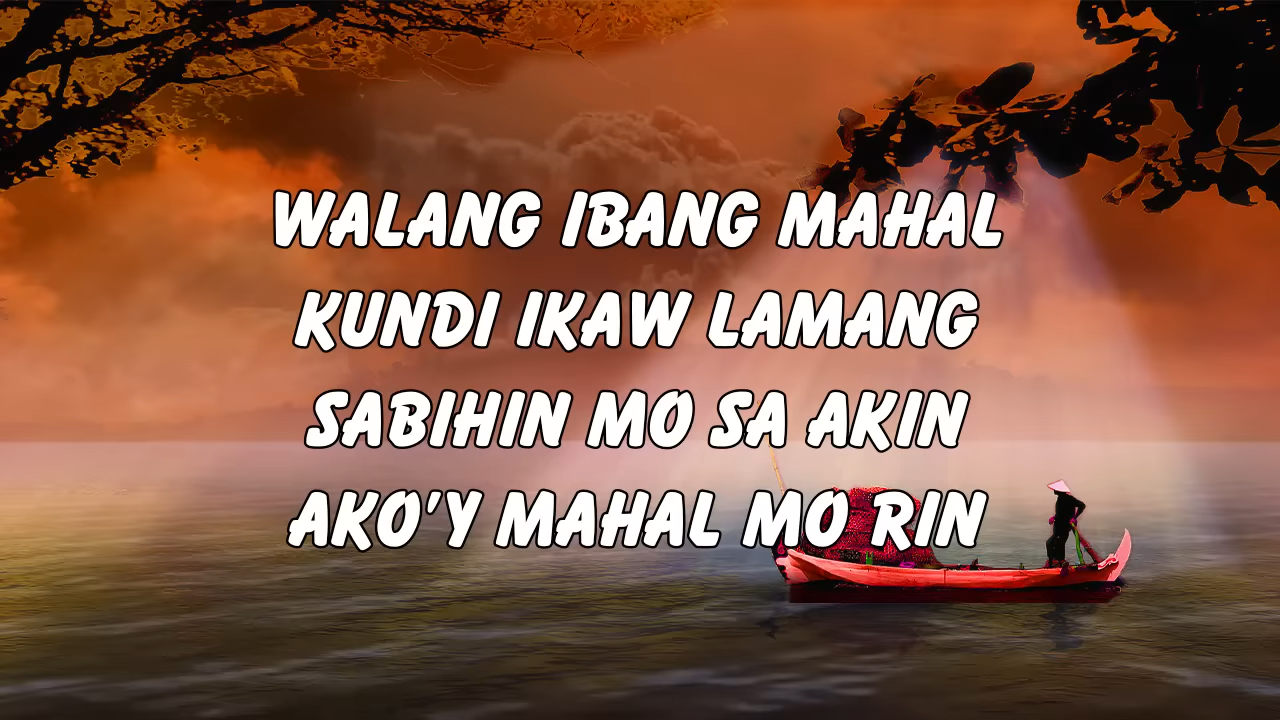 WALANG IBANG MAHAL
KUNDI IKAW LAMANG
SABIHIN MO SA AKIN
AKO'Y MAHAL MO RIN